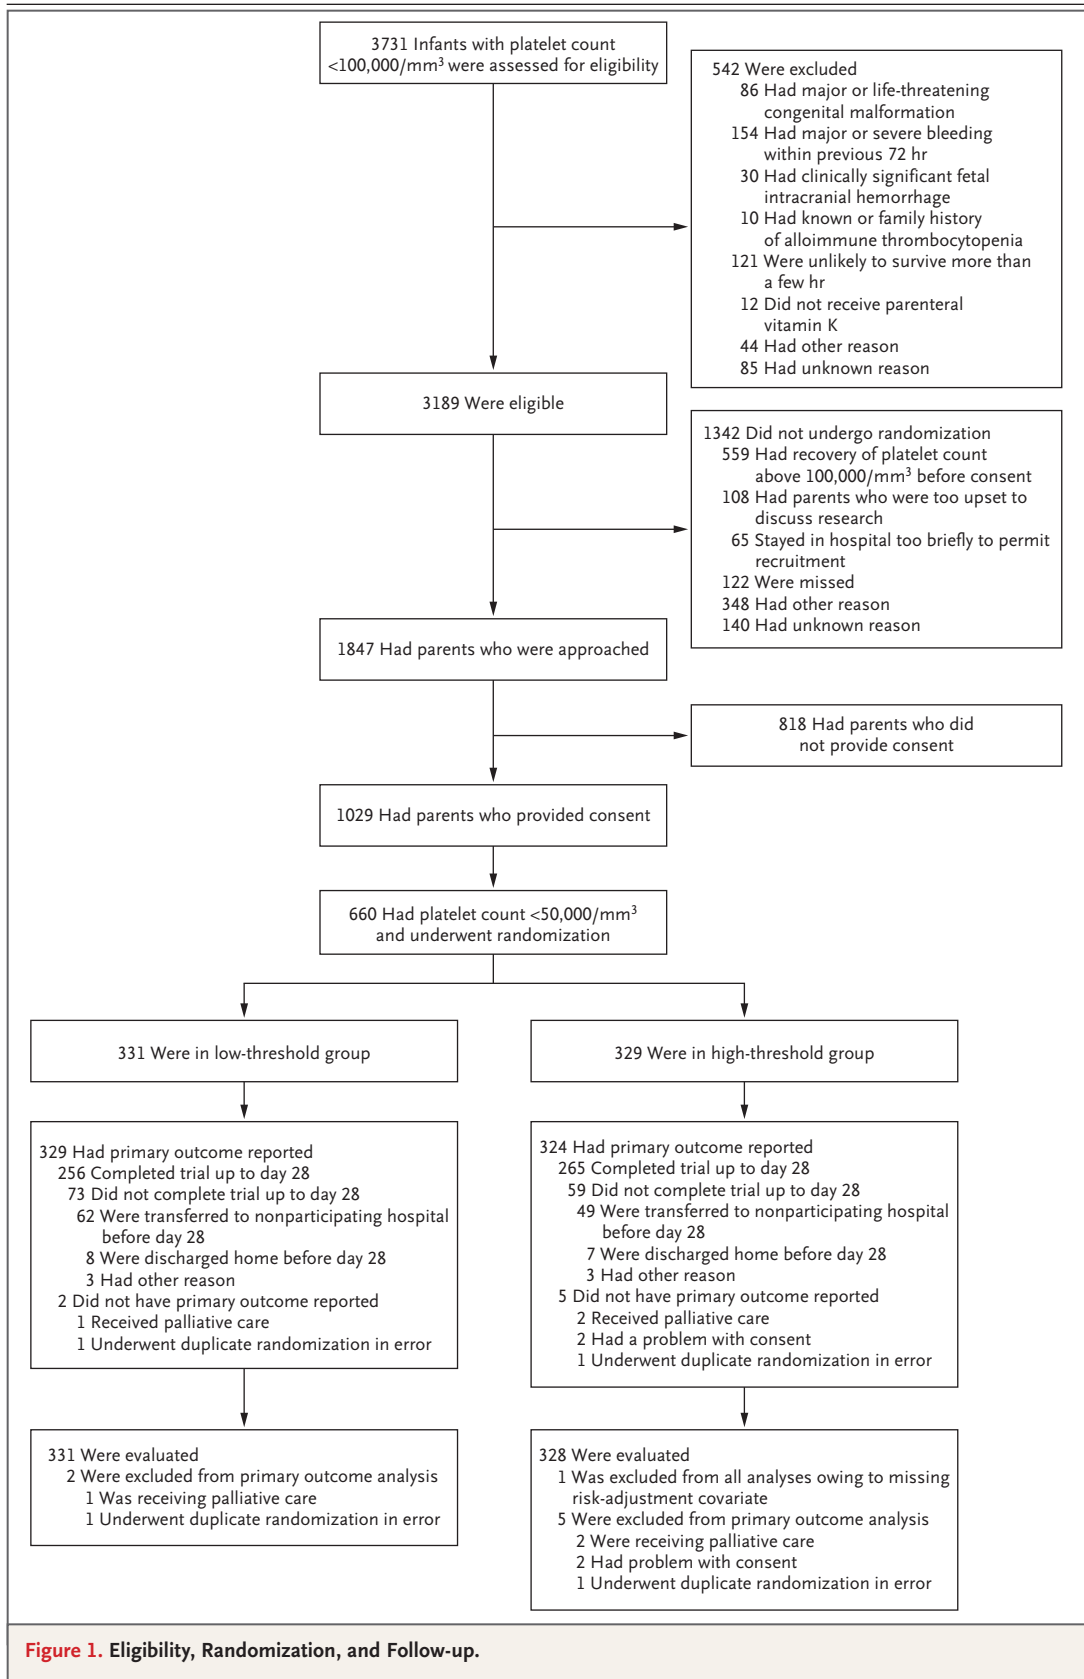 3731 Infants with platelet count
<100,000/mm³ were assessed for eligibility
542 Were excluded
86 Had major or life-threatening
congenital malformation
154 Had major or severe bleeding
within previous 72 hr
30 Had clinically significant fetal
intracranial hemorrhage
10 Had known or family history
of alloimmune thrombocytopenia
121 Were unlikely to survive more than
a few hr
12 Did not receive parenteral
vitamin K
44 Had other reason
85 Had unknown reason
3189 Were eligible
1342 Did not undergo randomization
559 Had recovery of platelet count
above 100,000/mm³ before consent
108 Had parents who were too upset to
discuss research
65 Stayed in hospital too briefly to permit
recruitment
122 Were missed
348 Had other reason
140 Had unknown reason
1847 Had parents who were approached
818 Had parents who did
not provide consent
1029 Had parents who provided consent
660 Had platelet count <50,000/mm³
and underwent randomization
331 Were in low-threshold group
329 Were in high-threshold group
329 Had primary outcome reported
256 Completed trial up to day 28
73 Did not complete trial up to day 28
62 Were transferred to nonparticipating hospital
before day 28
8 Were discharged home before day 28
3 Had other reason
2 Did not have primary outcome reported
1 Received palliative care
1 Underwent duplicate randomization in error
324 Had primary outcome reported
265 Completed trial up to day 28
59 Did not complete trial up to day 28
49 Were transferred to nonparticipating hospital
before day 28
7 Were discharged home before day 28
3 Had other reason
5 Did not have primary outcome reported
2 Received palliative care
2 Had a problem with consent
1 Underwent duplicate randomization in error
331 Were evaluated
2 Were excluded from primary outcome analysis
1 Was receiving palliative care
1 Underwent duplicate randomization in error
328 Were evaluated
1 Was excluded from all analyses owing to missing
risk-adjustment covariate
5 Were excluded from primary outcome analysis
2 Were receiving palliative care
2 Had problem with consent
1 Underwent duplicate randomization in error
Figure 1. Eligibility, Randomization, and Follow-up.